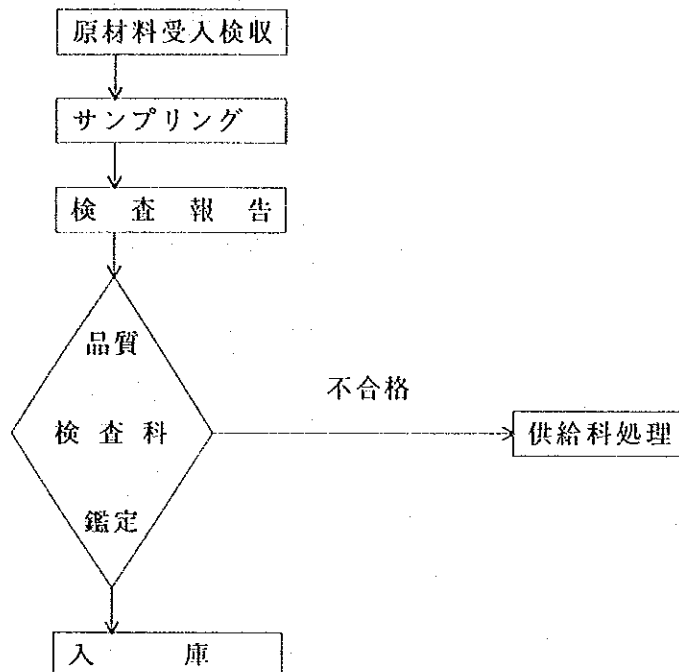 原材料受入検収
サンプリング
検査報告
品質
検査科
鑑定
不合格
供給科処理
入庫